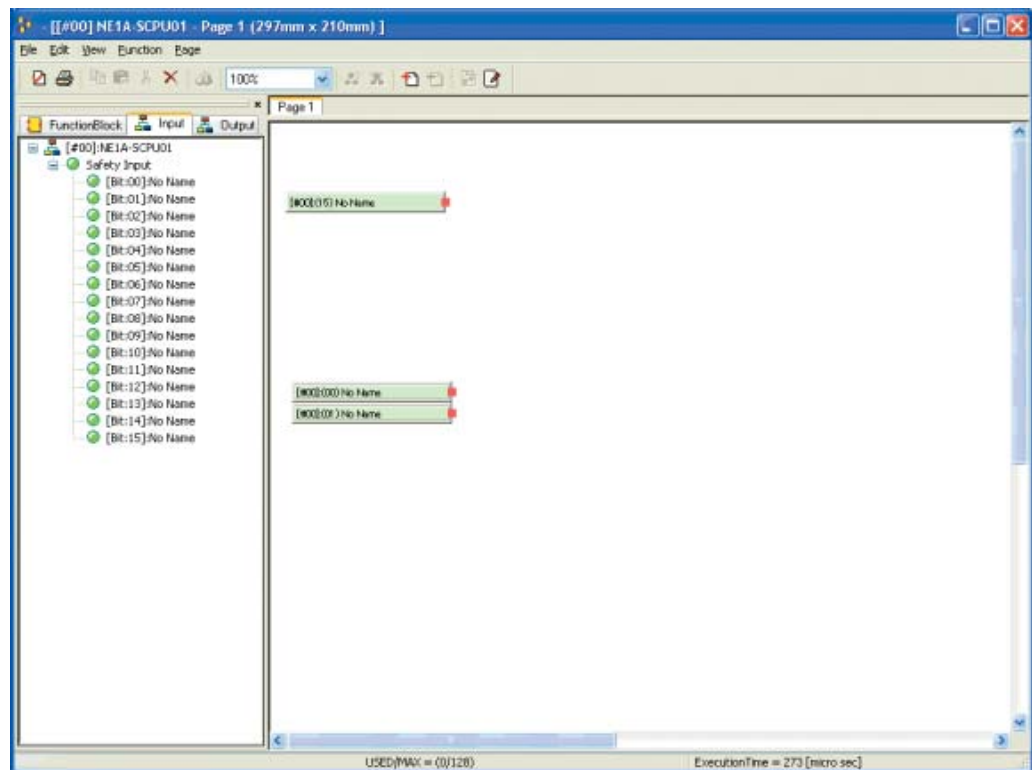 [[#00] NE1A-SCPU01 - Page 1 (297mm x 210mm) ]
File Edit View Function Page
100%
Page 1
FunctionBlock Input Output
[#00]:NE1A-SCPU01
Safety Input
[Bit:00]:No Name
[Bit:01]:No Name
[Bit:02]:No Name
[Bit:03]:No Name
[Bit:04]:No Name
[Bit:05]:No Name
[Bit:06]:No Name
[Bit:07]:No Name
[Bit:08]:No Name
[Bit:09]:No Name
[Bit:10]:No Name
[Bit:11]:No Name
[Bit:12]:No Name
[Bit:13]:No Name
[Bit:14]:No Name
[Bit:15]:No Name
[#00]:(15) No Name
[#00]:(00) No Name
[#00]:(01) No Name
USED/MAX = (0/128)
ExecutionTime = 273 [micro sec]